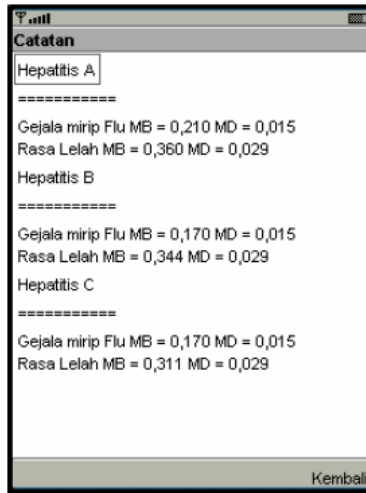 Catatan
Hepatitis A
===========
Gejala mirip Flu MB = 0,210 MD = 0,015
Rasa Lelah MB = 0,360 MD = 0,029
Hepatitis B
===========
Gejala mirip Flu MB = 0,170 MD = 0,015
Rasa Lelah MB = 0,344 MD = 0,029
Hepatitis C
===========
Gejala mirip Flu MB = 0,170 MD = 0,015
Rasa Lelah MB = 0,311 MD = 0,029
Kembali